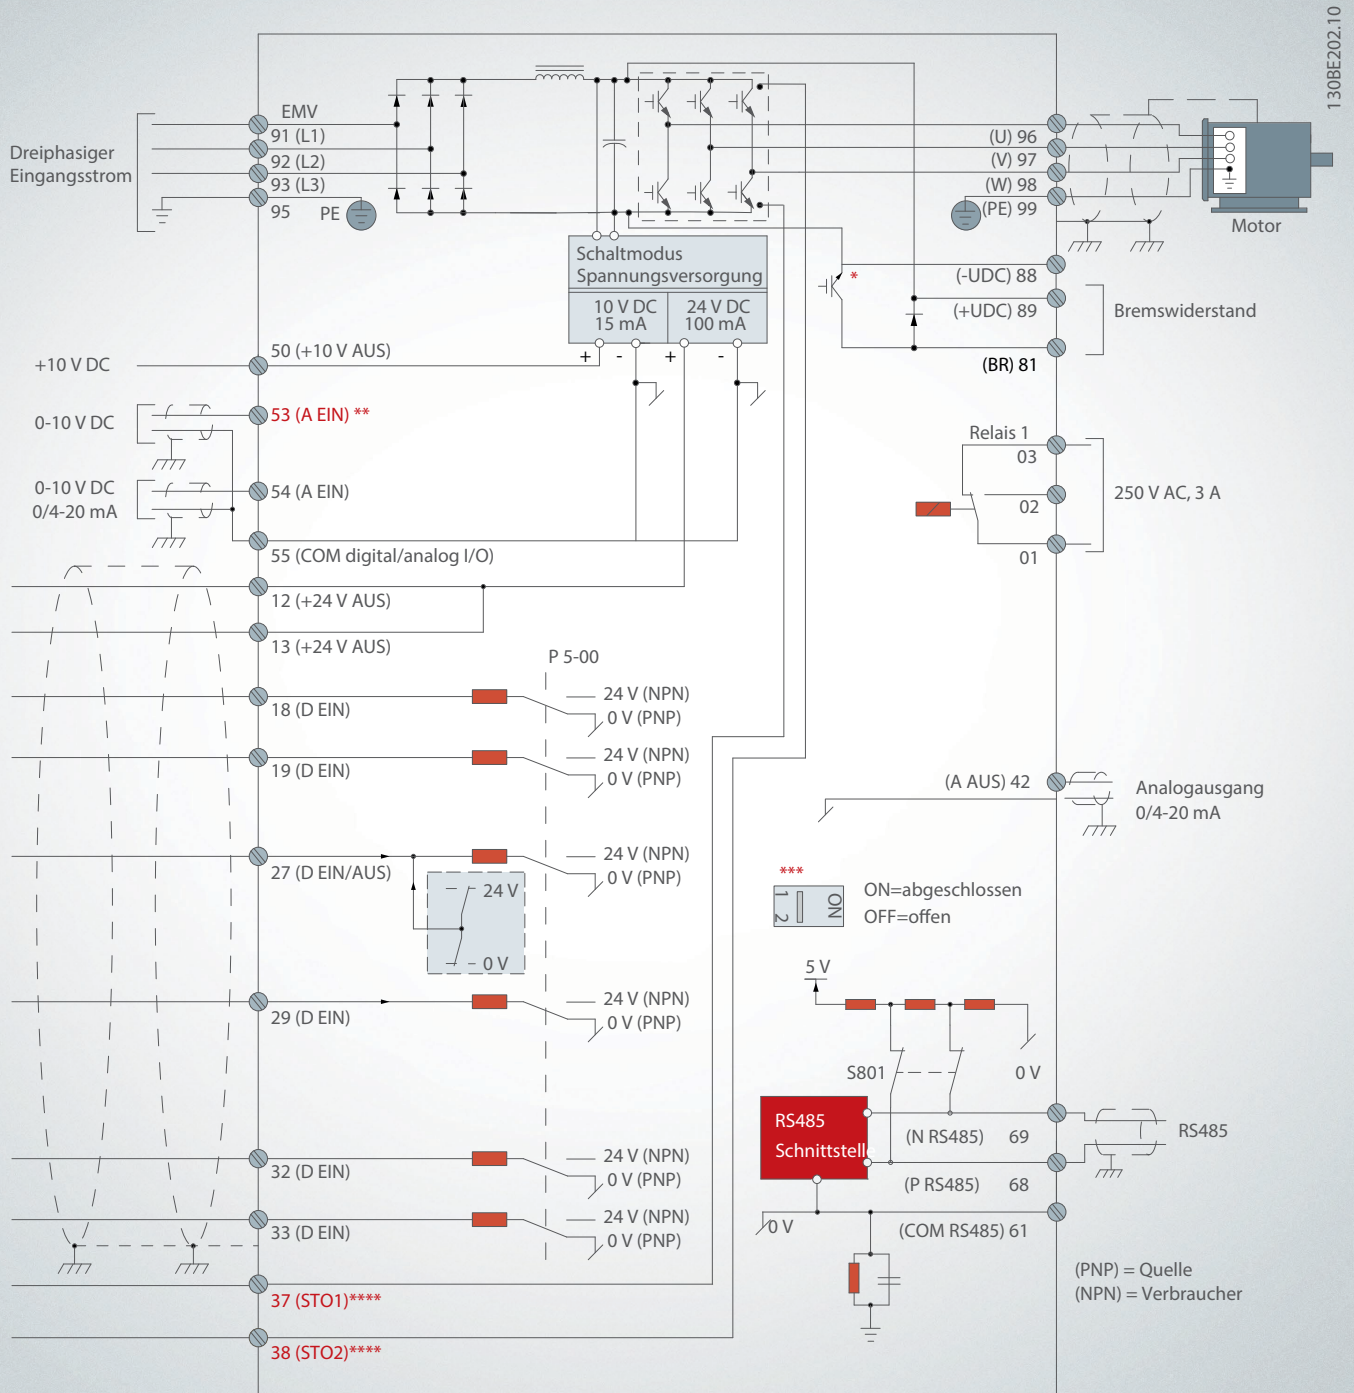 130BE202.10
Dreiphasiger
Eingangsstrom
EMV
91 (L1)
92 (L2)
93 (L3)
95
PE
(U) 96
(V) 97
(W) 98
(PE) 99
Motor
Schaltmodus
Spannungsversorgung
10 V DC
15 mA
24 V DC
100 mA
+
-
+
-
*
(-UDC) 88
(+UDC) 89
(BR) 81
Bremswiderstand
+10 V DC
50 (+10 V AUS)
0-10 V DC
53 (A EIN) **
0-10 V DC
0/4-20 mA
54 (A EIN)
55 (COM digital/analog I/O)
12 (+24 V AUS)
13 (+24 V AUS)
Relais 1
03
02
01
250 V AC, 3 A
P 5-00
18 (D EIN)
24 V (NPN)
0 V (PNP)
19 (D EIN)
24 V (NPN)
0 V (PNP)
27 (D EIN/AUS)
24 V (NPN)
0 V (PNP)
24 V
0 V
29 (D EIN)
24 V (NPN)
0 V (PNP)
32 (D EIN)
24 V (NPN)
0 V (PNP)
33 (D EIN)
24 V (NPN)
0 V (PNP)
37 (STO1)****
38 (STO2)****
(A AUS) 42
Analogausgang
0/4-20 mA
***
1
2
ON
ON=abgeschlossen
OFF=offen
5 V
S801
0 V
RS485
Schnittstelle
(N RS485) 69
(P RS485) 68
RS485
0 V
(COM RS485) 61
(PNP) = Quelle
(NPN) = Verbraucher